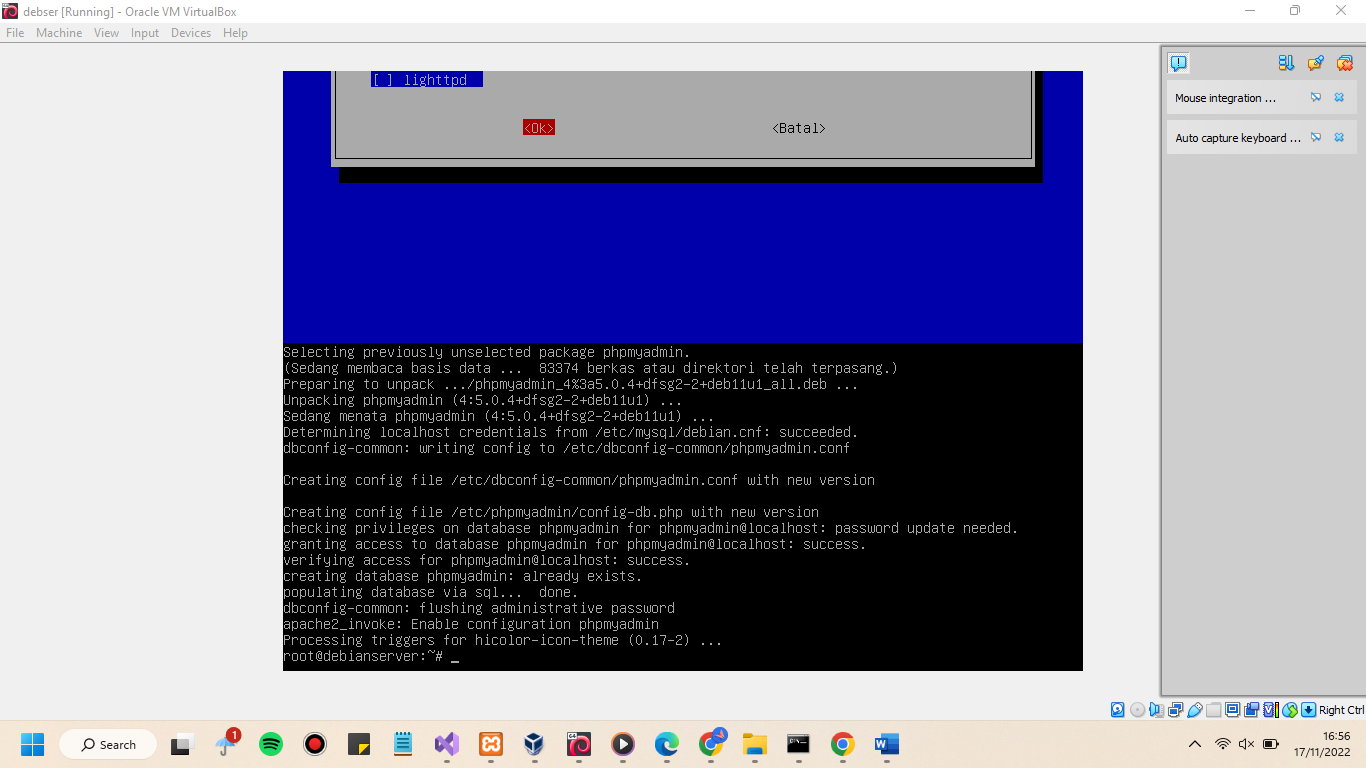 debser [Running] - Oracle VM VirtualBox
File Machine View Input Devices Help
[ ] lighttpd
<Ok> <Batal>
Mouse integration ...
Auto capture keyboard ...
Selecting previously unselected package phpmyadmin.
(Sedang membaca basis data ...  83374 berkas atau direktori telah terpasang.)
Preparing to unpack .../phpmyadmin_4%3a5.0.4+dfsg2-2+deb11u1_all.deb ...
Unpacking phpmyadmin (4:5.0.4+dfsg2-2+deb11u1) ...
Sedang menata phpmyadmin (4:5.0.4+dfsg2-2+deb11u1) ...
Determining localhost credentials from /etc/mysql/debian.cnf: succeeded.
dbconfig-common: writing config to /etc/dbconfig-common/phpmyadmin.conf
Creating config file /etc/dbconfig-common/phpmyadmin.conf with new version
Creating config file /etc/phpmyadmin/config-db.php with new version
checking privileges on database phpmyadmin for phpmyadmin@localhost: password update needed.
granting access to database phpmyadmin for phpmyadmin@localhost: success.
verifying access for phpmyadmin@localhost: success.
creating database phpmyadmin: already exists.
populating database via sql...  done.
dbconfig-common: flushing administrative password
apache2_invoke: Enable configuration phpmyadmin
Processing triggers for hicolor-icon-theme (0.17-2) ...
root@debianserver:~# _
Right Ctrl
Search
1
16:56
17/11/2022